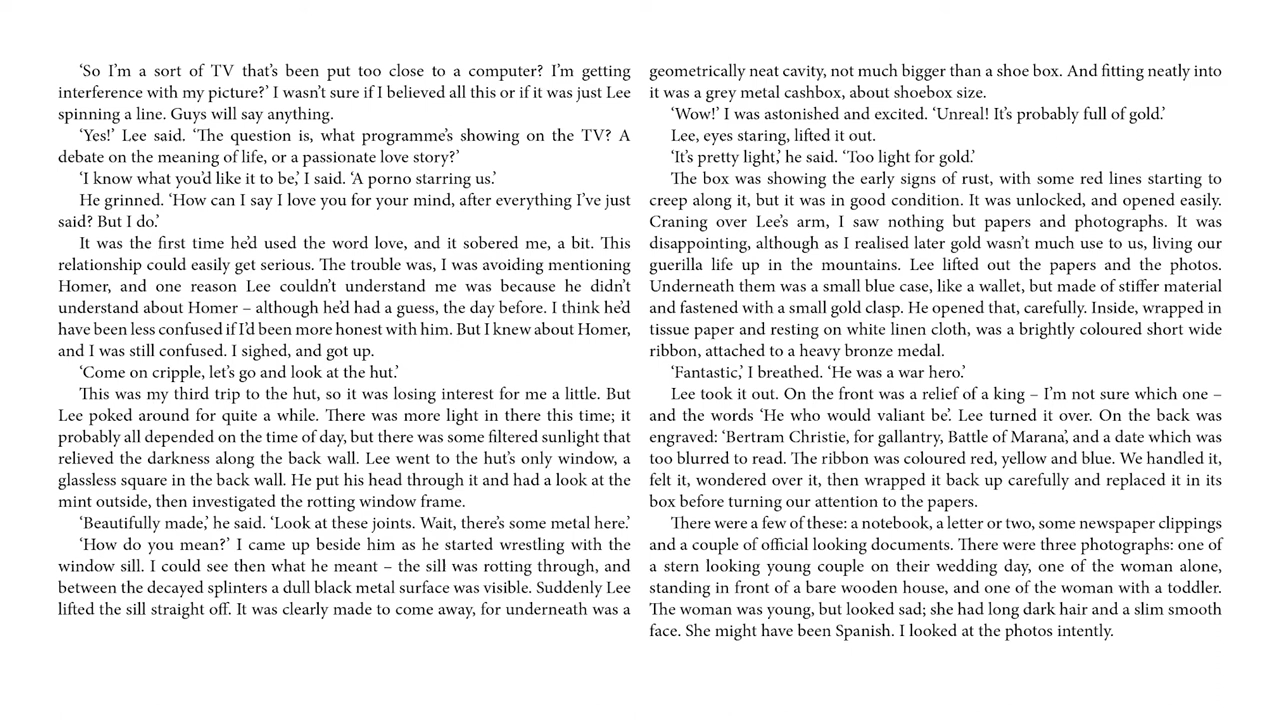 ‘So I’m a sort of TV that’s been put too close to a computer? I’m getting
interference with my picture?’ I wasn’t sure if I believed all this or if it was just Lee
spinning a line. Guys will say anything.
‘Yes!’ Lee said. ‘The question is, what programme’s showing on the TV? A
debate on the meaning of life, or a passionate love story?’
‘I know what you’d like it to be,’ I said. ‘A porno starring us.’
He grinned. ‘How can I say I love you for your mind, after everything I’ve just
said? But I do.’
It was the first time he’d used the word love, and it sobered me, a bit. This
relationship could easily get serious. The trouble was, I was avoiding mentioning
Homer, and one reason Lee couldn’t understand me was because he didn’t
understand about Homer – although he’d had a guess, the day before. I think he’d
have been less confused if I’d been more honest with him. But I knew about Homer,
and I was still confused. I sighed, and got up.
‘Come on cripple, let’s go and look at the hut.’
This was my third trip to the hut, so it was losing interest for me a little. But
Lee poked around for quite a while. There was more light in there this time; it
probably all depended on the time of day, but there was some filtered sunlight that
relieved the darkness along the back wall. Lee went to the hut’s only window, a
glassless square in the back wall. He put his head through it and had a look at the
mint outside, then investigated the rotting window frame.
‘Beautifully made,’ he said. ‘Look at these joints. Wait, there’s some metal here.’
‘How do you mean?’ I came up beside him as he started wrestling with the
window sill. I could see then what he meant – the sill was rotting through, and
between the decayed splinters a dull black metal surface was visible. Suddenly Lee
lifted the sill straight off. It was clearly made to come away, for underneath was a
geometrically neat cavity, not much bigger than a shoe box. And fitting neatly into
it was a grey metal cashbox, about shoebox size.
‘Wow!’ I was astonished and excited. ‘Unreal! It’s probably full of gold.’
Lee, eyes staring, lifted it out.
‘It’s pretty light,’ he said. ‘Too light for gold.’
The box was showing the early signs of rust, with some red lines starting to
creep along it, but it was in good condition. It was unlocked, and opened easily.
Craning over Lee’s arm, I saw nothing but papers and photographs. It was
disappointing, although as I realised later gold wasn’t much use to us, living our
guerilla life up in the mountains. Lee lifted out the papers and the photos.
Underneath them was a small blue case, like a wallet, but made of stiffer material
and fastened with a small gold clasp. He opened that, carefully. Inside, wrapped in
tissue paper and resting on white linen cloth, was a brightly coloured short wide
ribbon, attached to a heavy bronze medal.
‘Fantastic,’ I breathed. ‘He was a war hero.’
Lee took it out. On the front was a relief of a king – I’m not sure which one –
and the words ‘He who would valiant be’. Lee turned it over. On the back was
engraved: ‘Bertram Christie, for gallantry, Battle of Marana’, and a date which was
too blurred to read. The ribbon was coloured red, yellow and blue. We handled it,
felt it, wondered over it, then wrapped it back up carefully and replaced it in its
box before turning our attention to the papers.
There were a few of these: a notebook, a letter or two, some newspaper clippings
and a couple of official looking documents. There were three photographs: one of
a stern looking young couple on their wedding day, one of the woman alone,
standing in front of a bare wooden house, and one of the woman with a toddler.
The woman was young, but looked sad; she had long dark hair and a slim smooth
face. She might have been Spanish. I looked at the photos intently.